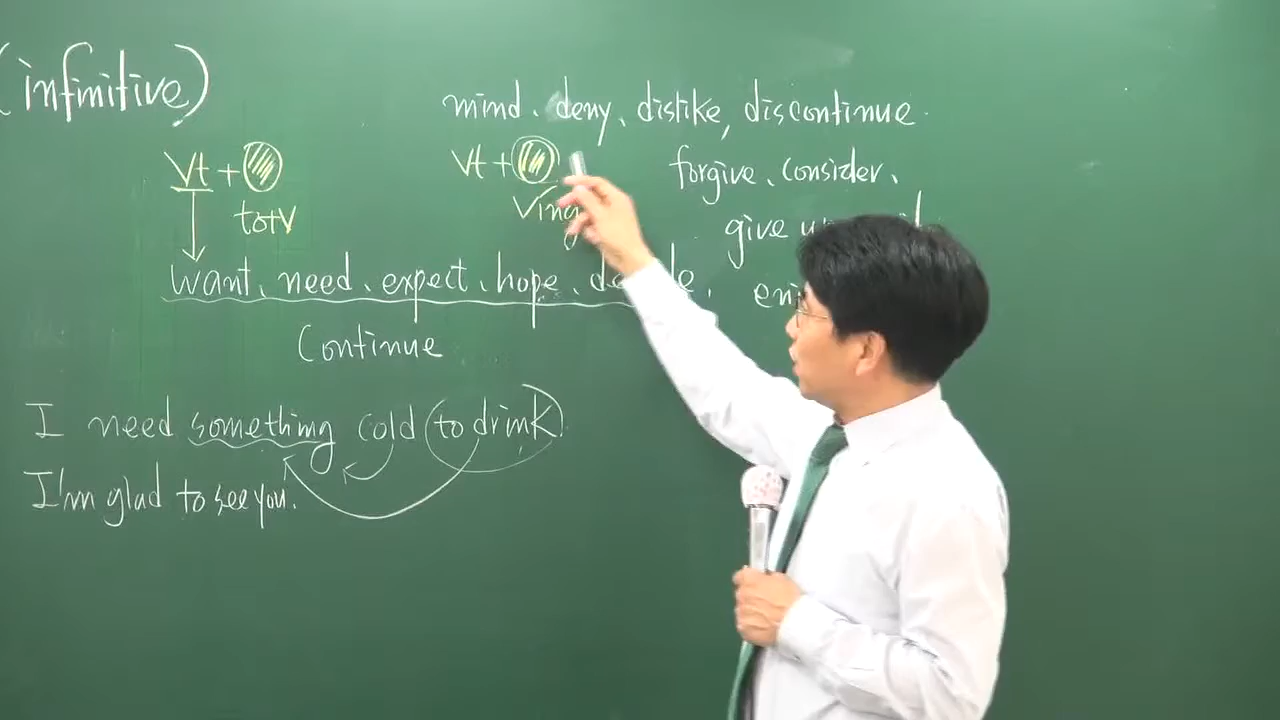 (infinitive)
mind, deny, dislike, discontinue.
Vt + Vt + forgive, consider,
to+V Ving give
want, need, expect, hope,
Continue
I need something cold (to drink).
I'm glad to see you.